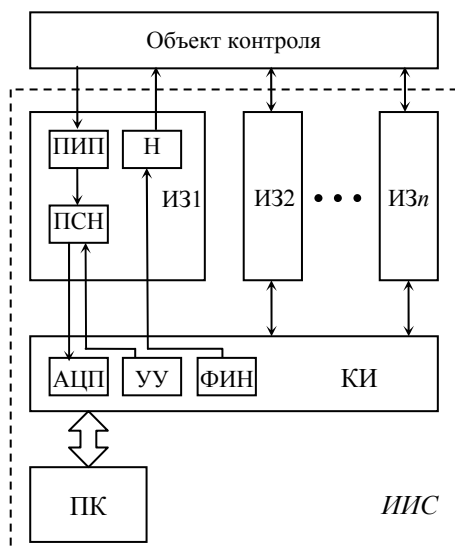 Объект контроля
ПИП Н
ИЗ1 ИЗ2 • • • ИЗn
ПСН
АЦП УУ ФИН КИ
ПК ИИС